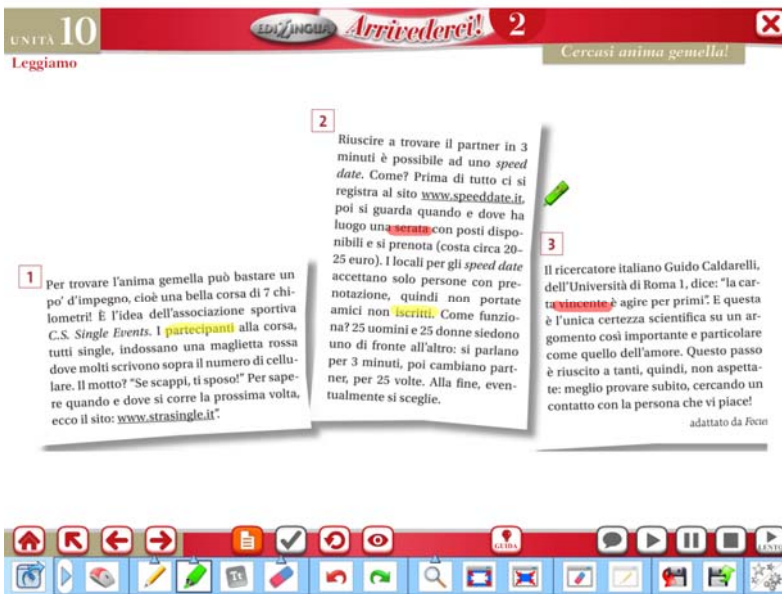 UNITÀ 10
EDIZINGUA Arrivederci! 2
Cercasi anima gemella!
Leggiamo
1
Per trovare l'anima gemella può bastare un
po' d'impegno, cioè una bella corsa di 7 chi-
lometri! È l'idea dell'associazione sportiva
C.S. Single Events. I partecipanti alla corsa,
tutti single, indossano una maglietta rossa
dove molti scrivono sopra il numero di cellu-
lare. Il motto? "Se scappi, ti sposo!" Per sape-
re quando e dove si corre la prossima volta,
ecco il sito: www.strasingle.it".
2
Riuscire a trovare il partner in 3
minuti è possibile ad uno speed
date. Come? Prima di tutto ci si
registra al sito www.speeddate.it,
poi si guarda quando e dove ha
luogo una serata con posti dispo-
nibili e si prenota (costa circa 20-
25 euro). I locali per gli speed date
accettano solo persone con pre-
notazione, quindi non portate
amici non iscritti. Come funzio-
na? 25 uomini e 25 donne siedono
uno di fronte all'altro: si parlano
per 3 minuti, poi cambiano part-
ner, per 25 volte. Alla fine, even-
tualmente si sceglie.
3
Il ricercatore italiano Guido Caldarelli,
dell'Università di Roma 1, dice: "la car-
ta vincente è agire per primi". E questa
è l'unica certezza scientifica su un ar-
gomento così importante e particolare
come quello dell'amore. Questo passo
è riuscito a tanti, quindi, non aspetta-
te: meglio provare subito, cercando un
contatto con la persona che vi piace!
adattato da Focus
GUIDA
LENTO
Tt